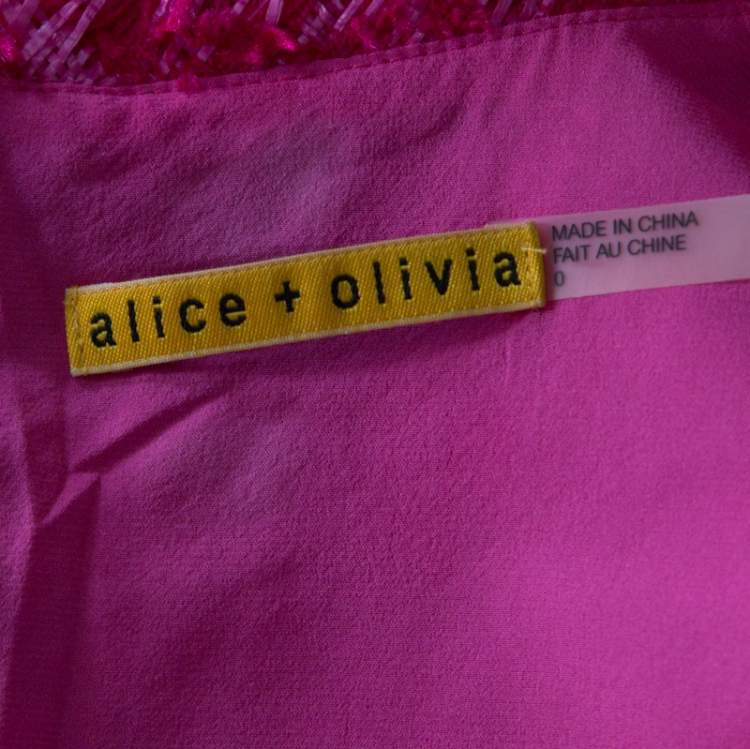 alice + olivia
MADE IN CHINA
FAIT AU CHINE
0